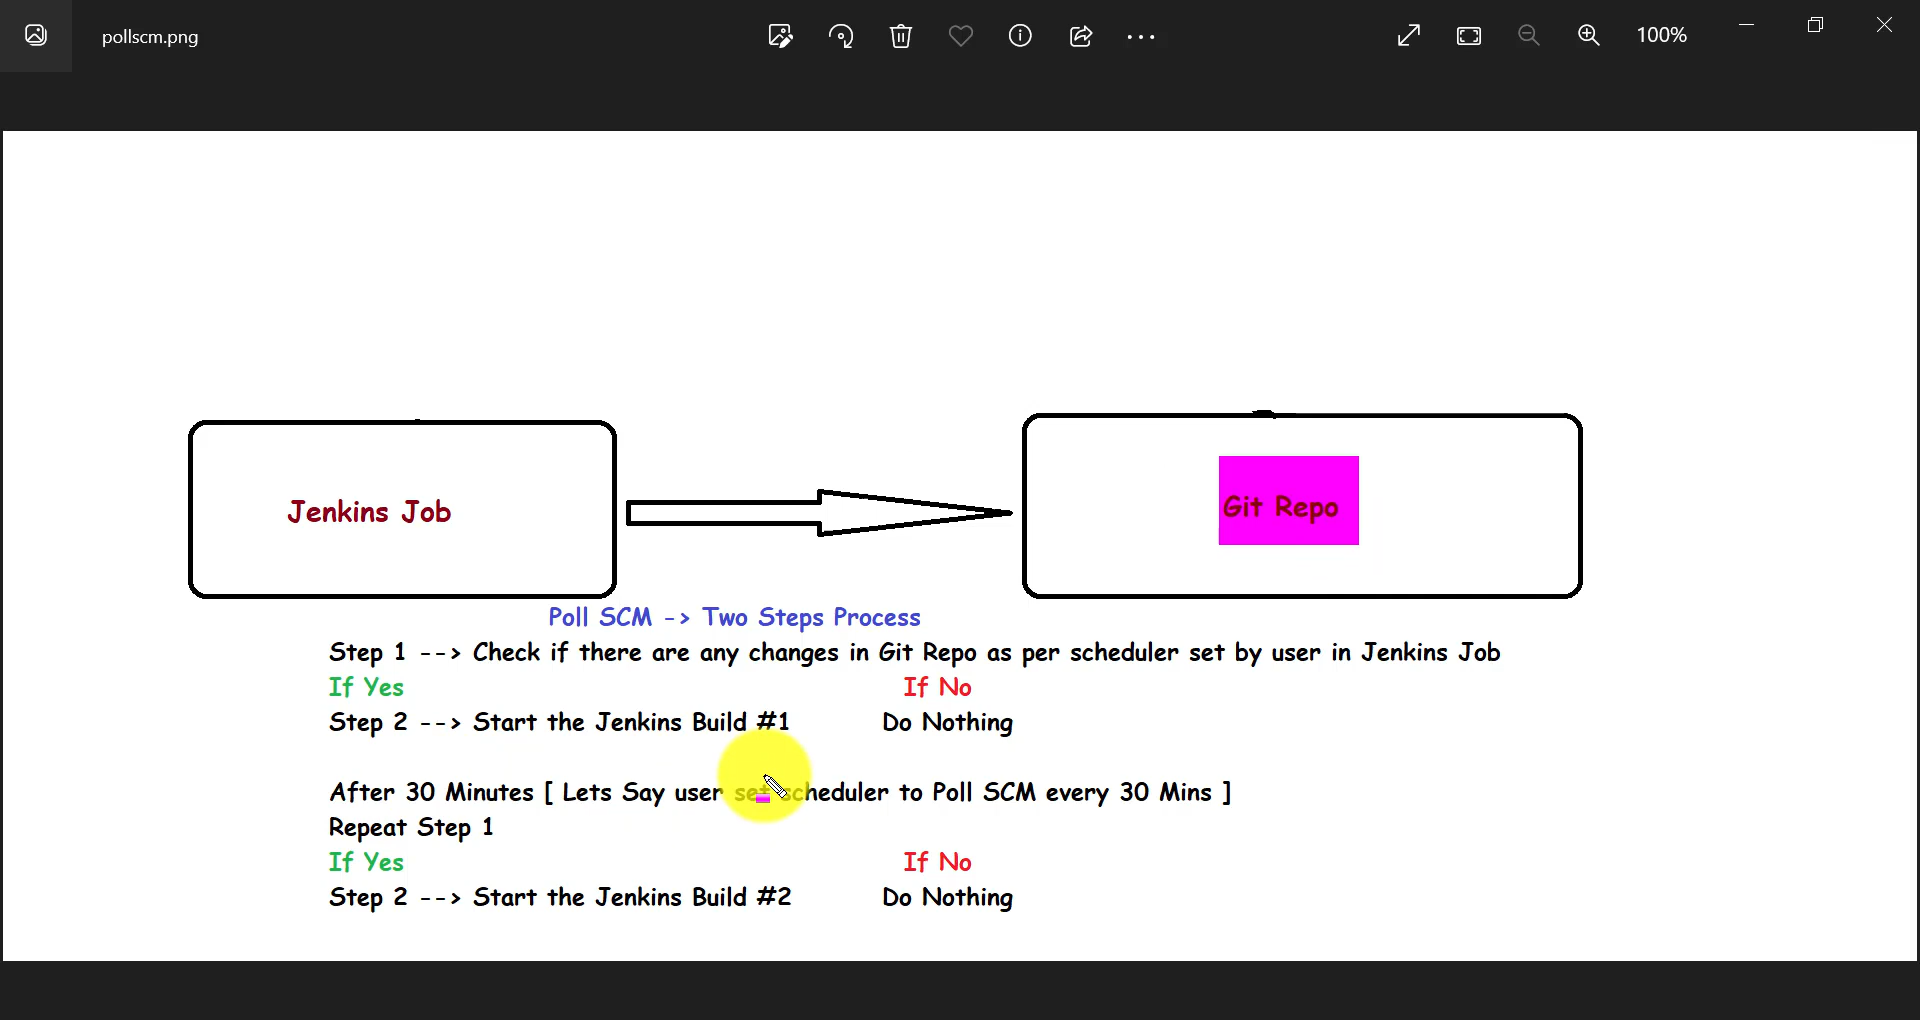 pollscm.png
100%
Jenkins Job
Git Repo
Poll SCM -> Two Steps Process
Step 1 --> Check if there are any changes in Git Repo as per scheduler set by user in Jenkins Job
If Yes If No
Step 2 --> Start the Jenkins Build #1 Do Nothing
After 30 Minutes [ Lets Say user set scheduler to Poll SCM every 30 Mins ]
Repeat Step 1
If Yes If No
Step 2 --> Start the Jenkins Build #2 Do Nothing